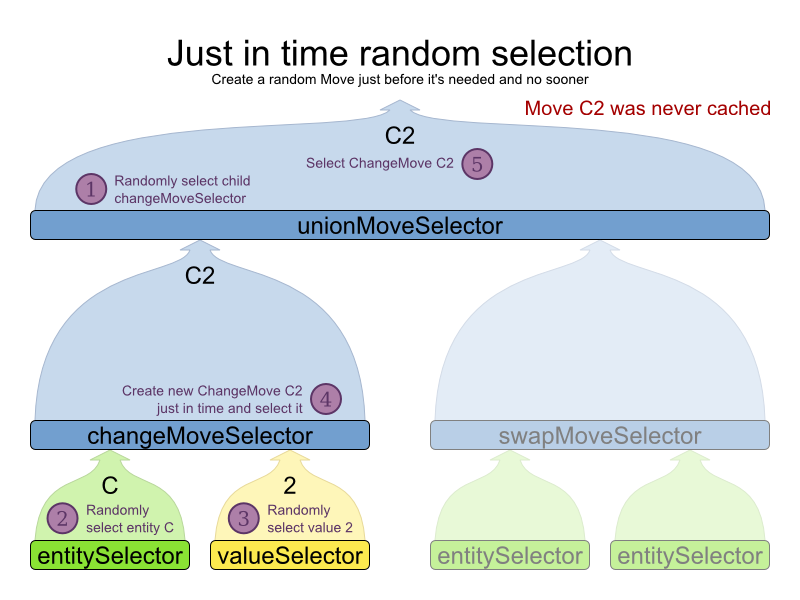 Just in time random selection
Create a random Move just before it's needed and no sooner
Move C2 was never cached
C2
Select ChangeMove C2
5
1
Randomly select child
changeMoveSelector
unionMoveSelector
C2
Create new ChangeMove C2
just in time and select it
4
changeMoveSelector
swapMoveSelector
C
2
2
Randomly
select entity C
3
Randomly
select value 2
entitySelector
valueSelector
entitySelector
entitySelector